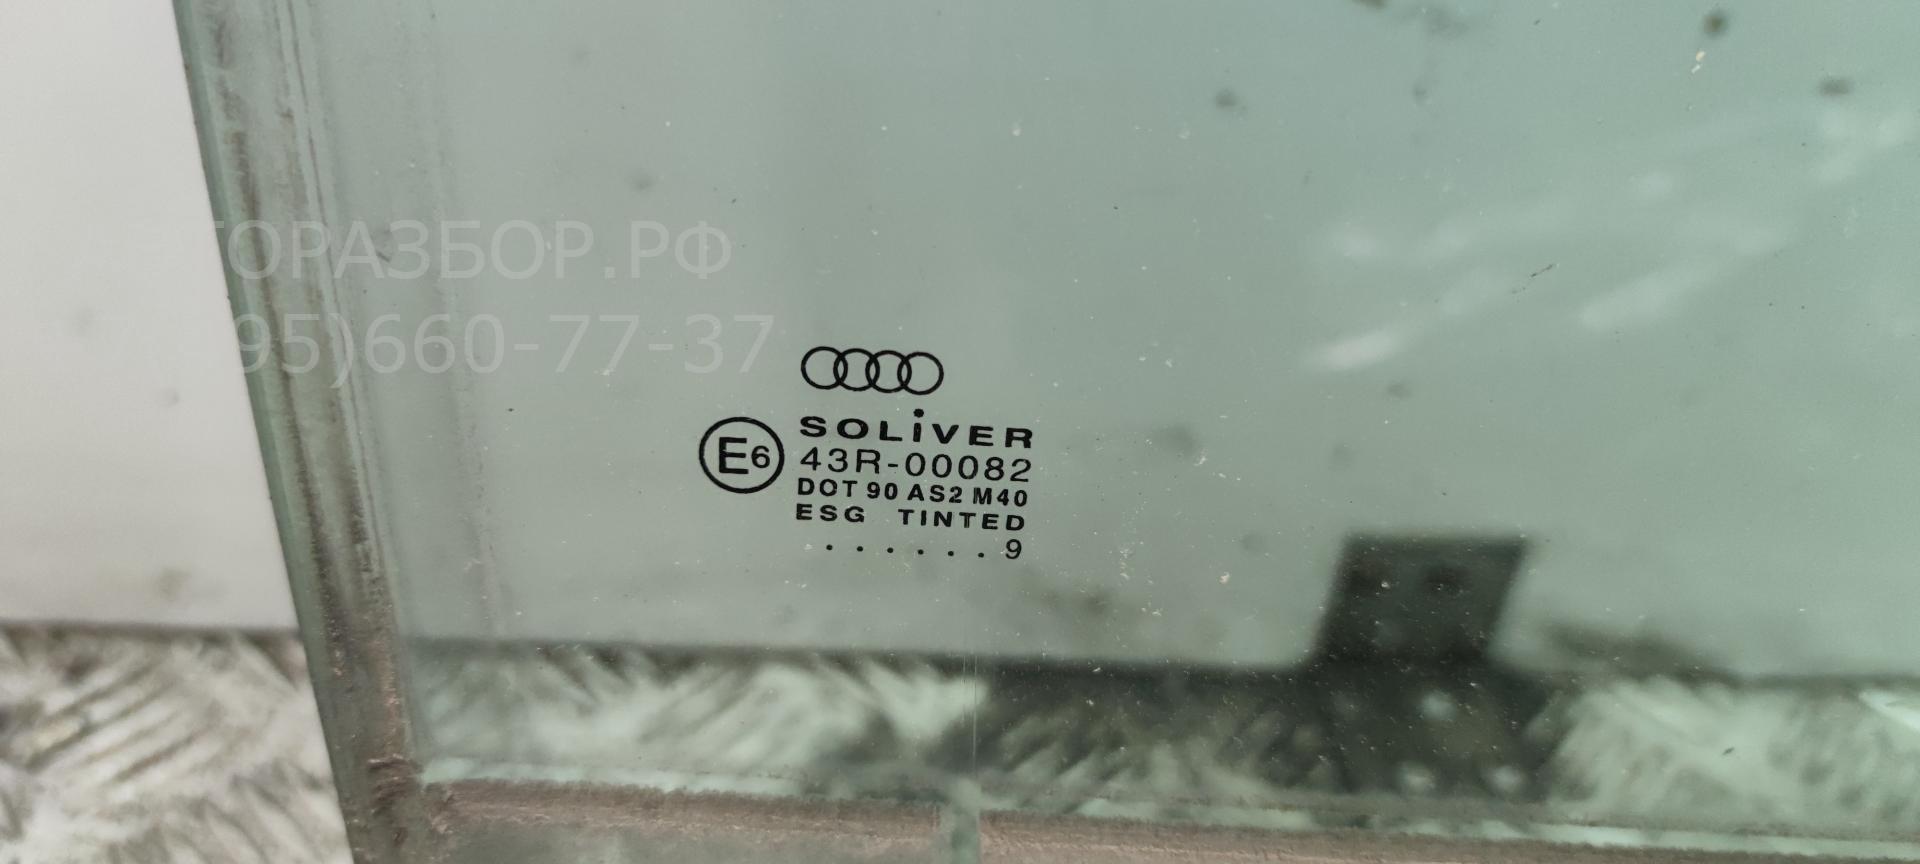 ТОРАЗБОР.РФ
95)660-77-37
SOLiVER
E6
43R-00082
DOT 90 AS2 M40
ESG TINTED
. . . . . . 9